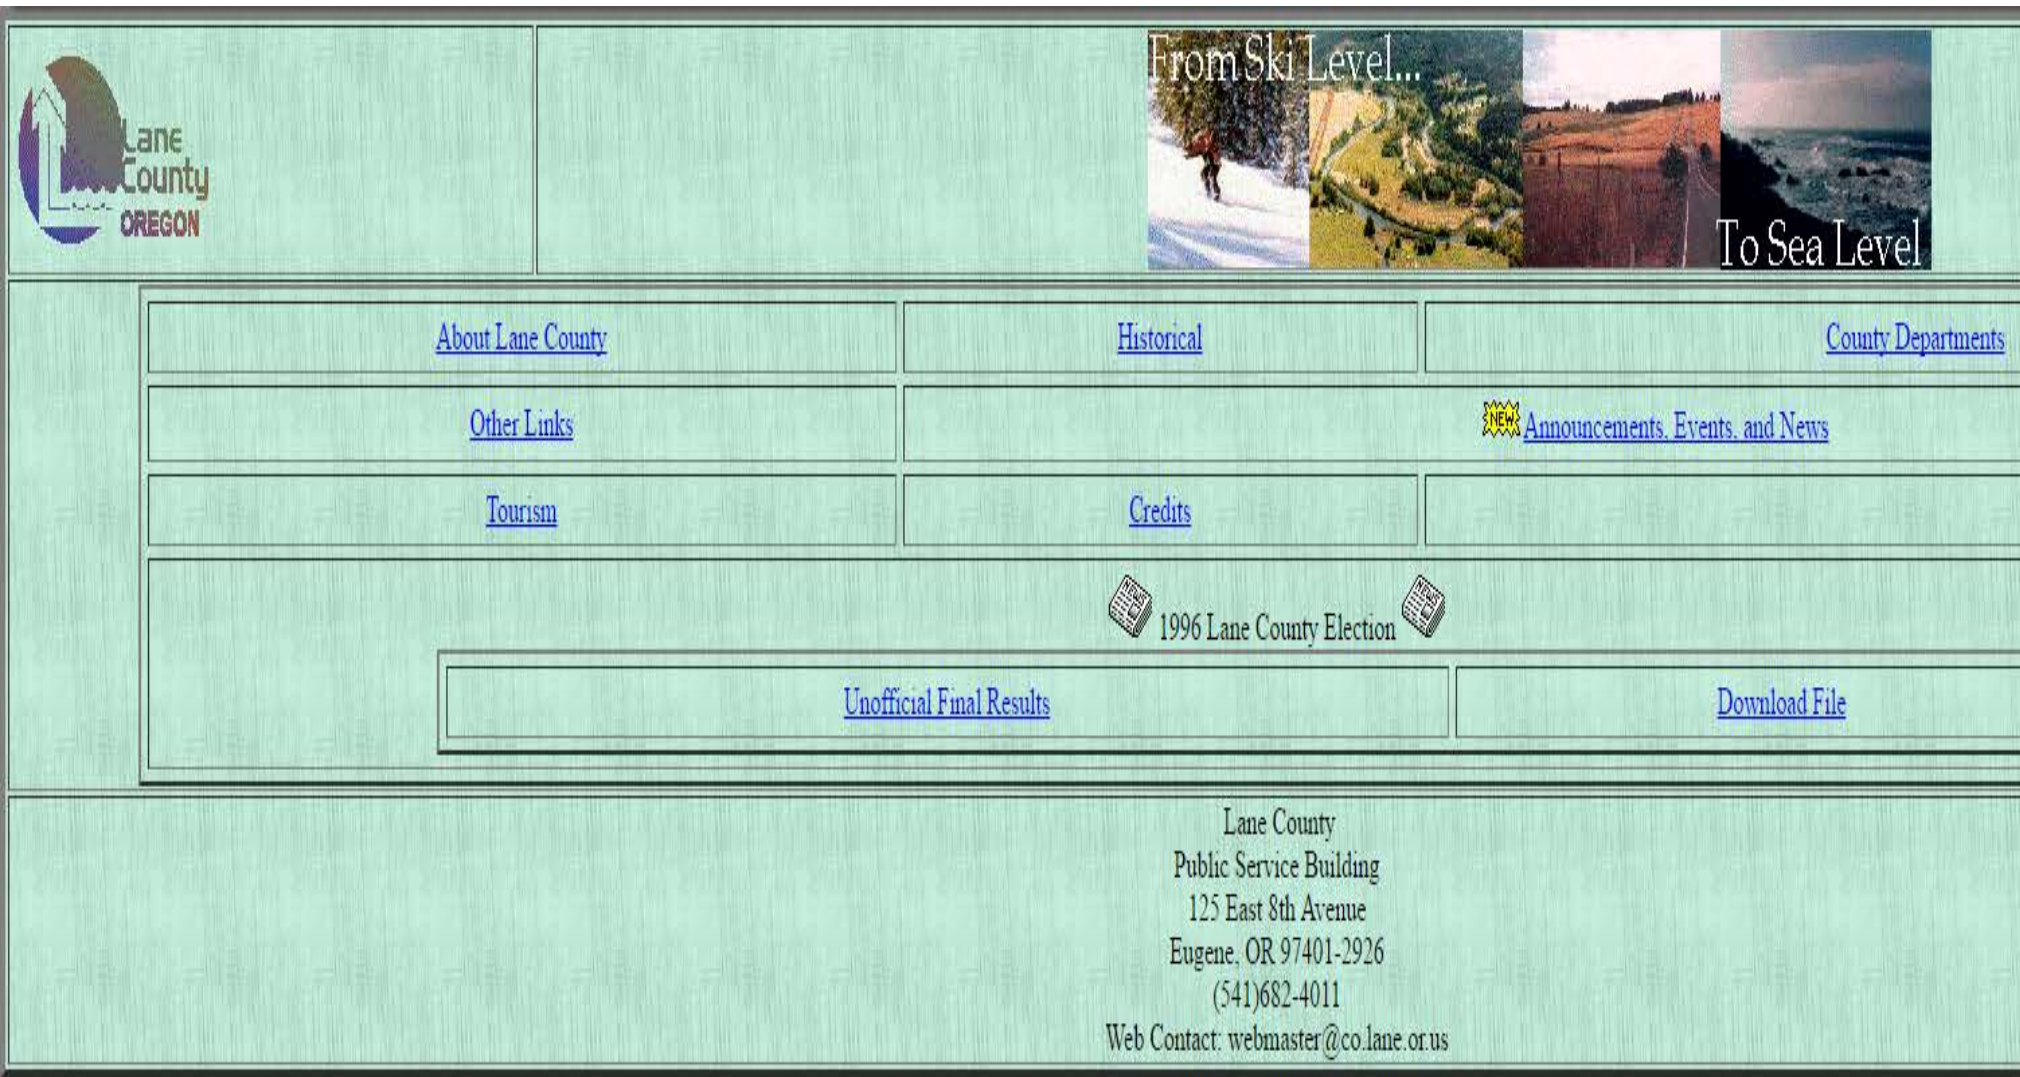 Lane
County
OREGON
From Ski Level...
To Sea Level
About Lane County
Historical
County Departments
Other Links
NEW Announcements, Events, and News
Tourism
Credits
NEWS 1996 Lane County Election NEWS
Unofficial Final Results
Download File
Lane County
Public Service Building
125 East 8th Avenue
Eugene, OR 97401-2926
(541)682-4011
Web Contact: webmaster@co.lane.or.us